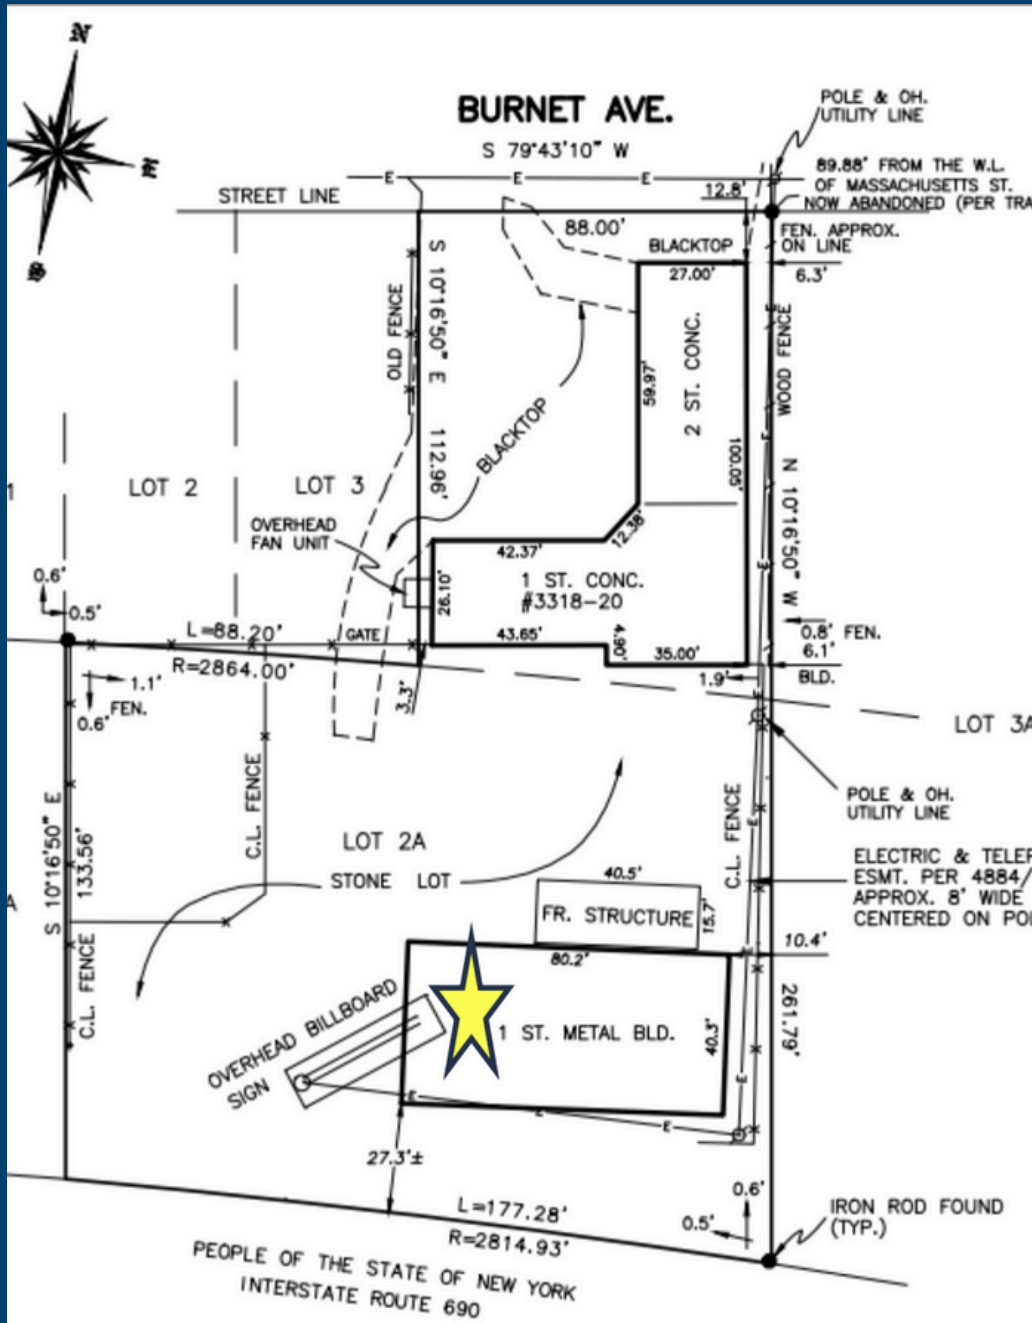 BURNET AVE.
S 79°43'10" W
POLE & OH.
UTILITY LINE
89.88' FROM THE W.L.
OF MASSACHUSETTS ST.
NOW ABANDONED (PER TRA
STREET LINE
E
E
E
12.8'
88.00'
BLACKTOP
27.00'
FEN. APPROX.
ON LINE
6.3'
OLD FENCE
S 10°16'50" E 112.96'
BLACKTOP
59.97'
2 ST. CONC.
100.05'
WOOD FENCE
N 10°16'50" W
LOT 2
LOT 3
OVERHEAD
FAN UNIT
42.37'
12.38'
26.10'
1 ST. CONC.
#3318-20
43.65'
4.90'
35.00'
0.6'
0.5'
L=88.20'
GATE
R=2864.00'
3.3'
0.8' FEN.
6.1'
BLD.
1.9'
1.1'
FEN.
0.6'
LOT 3A
POLE & OH.
UTILITY LINE
S 10°16'50" E
133.56'
C.L. FENCE
C.L. FENCE
LOT 2A
STONE LOT
C.L. FENCE
C.L. FENCE
ELECTRIC & TELEP
ESMT. PER 4884/
APPROX. 8' WIDE
CENTERED ON PO
40.5'
FR. STRUCTURE
15.7'
10.4'
80.2'
1 ST. METAL BLD.
40.3'
261.79'
OVERHEAD BILLBOARD
SIGN
E
E
E
E
27.3'±
L=177.28'
R=2814.93'
0.6'
0.5'
IRON ROD FOUND
(TYP.)
PEOPLE OF THE STATE OF NEW YORK
INTERSTATE ROUTE 690